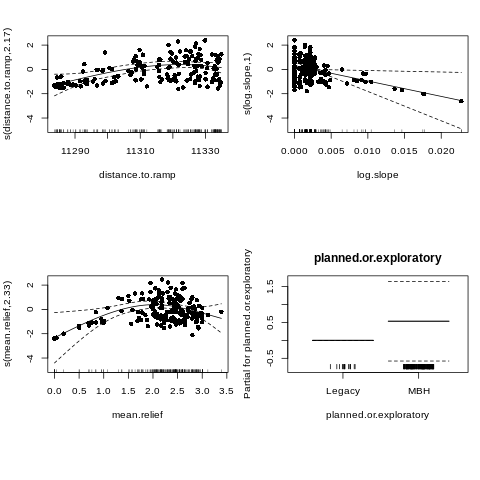 s(distance.to.ramp,2.17)
2
0
-2
-4
11290
11310
11330
distance.to.ramp
s(log.slope,1)
2
0
-2
-4
0.000
0.005
0.010
0.015
0.020
log.slope
s(mean.relief,2.33)
2
0
-2
-4
0.0
0.5
1.0
1.5
2.0
2.5
3.0
3.5
mean.relief
planned.or.exploratory
Partial for planned.or.exploratory
1.5
0.5
-0.5
Legacy
MBH
planned.or.exploratory